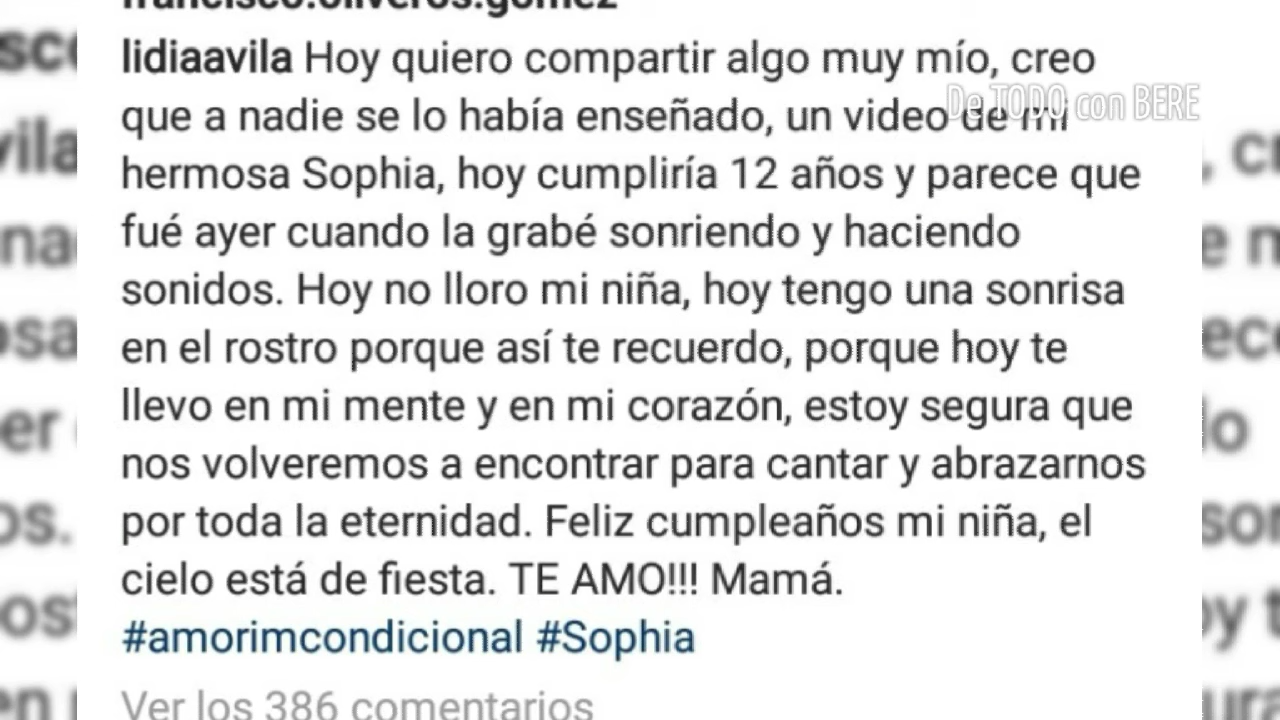 francisco.oliveros.gomez
lidiaavila Hoy quiero compartir algo muy mío, creo
que a nadie se lo había enseñado, un video de mi
De TODO con BERE
hermosa Sophia, hoy cumpliría 12 años y parece que
fué ayer cuando la grabé sonriendo y haciendo
sonidos. Hoy no lloro mi niña, hoy tengo una sonrisa
en el rostro porque así te recuerdo, porque hoy te
llevo en mi mente y en mi corazón, estoy segura que
nos volveremos a encontrar para cantar y abrazarnos
por toda la eternidad. Feliz cumpleaños mi niña, el
cielo está de fiesta. TE AMO!!! Mamá.
#amorimcondicional #Sophia
Ver los 386 comentarios